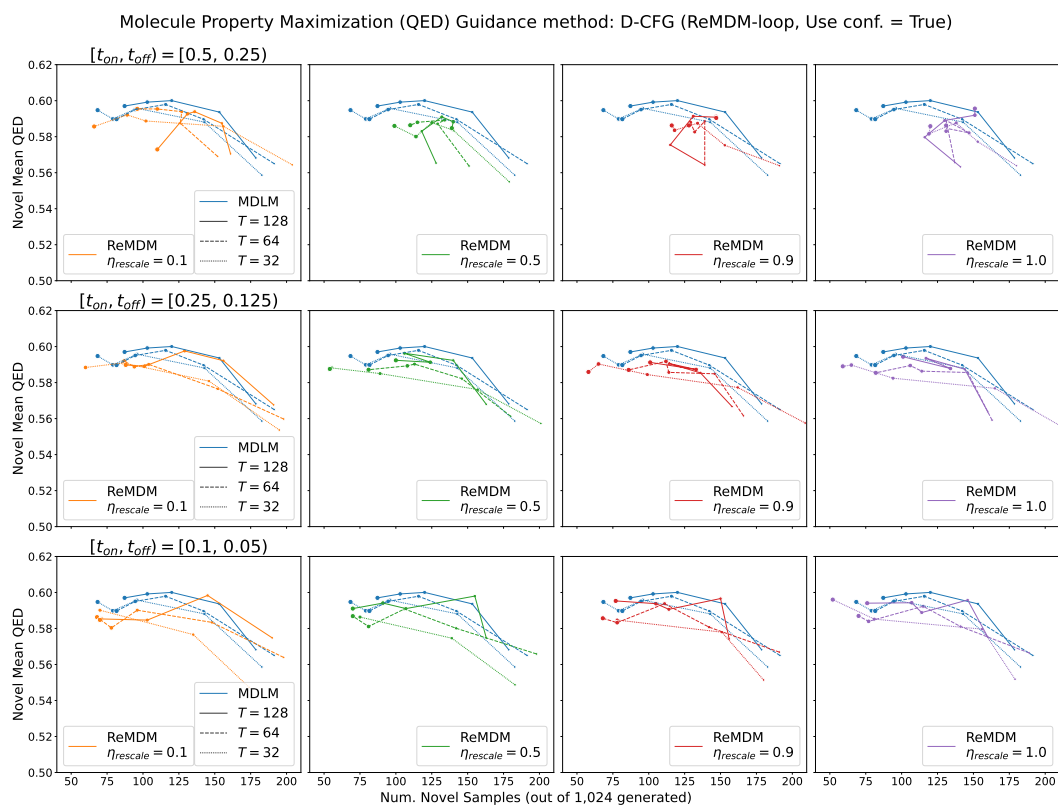 Molecule Property Maximization (QED) Guidance method: D-CFG (ReMDM-loop, Use conf. = True)
[t_on, t_off) = [0.5, 0.25)
0.62
0.60
0.58
0.56
0.54
0.52
0.50
Novel Mean QED
MDLM
T = 128
T = 64
T = 32
ReMDM
η_rescale = 0.1
ReMDM
η_rescale = 0.5
ReMDM
η_rescale = 0.9
ReMDM
η_rescale = 1.0
[t_on, t_off) = [0.25, 0.125)
0.62
0.60
0.58
0.56
0.54
0.52
0.50
Novel Mean QED
MDLM
T = 128
T = 64
T = 32
ReMDM
η_rescale = 0.1
ReMDM
η_rescale = 0.5
ReMDM
η_rescale = 0.9
ReMDM
η_rescale = 1.0
[t_on, t_off) = [0.1, 0.05)
0.62
0.60
0.58
0.56
0.54
0.52
0.50
Novel Mean QED
MDLM
T = 128
T = 64
T = 32
ReMDM
η_rescale = 0.1
ReMDM
η_rescale = 0.5
ReMDM
η_rescale = 0.9
ReMDM
η_rescale = 1.0
50 75 100 125 150 175 200 50 75 100 125 150 175 200 50 75 100 125 150 175 200 50 75 100 125 150 175 200
Num. Novel Samples (out of 1,024 generated)